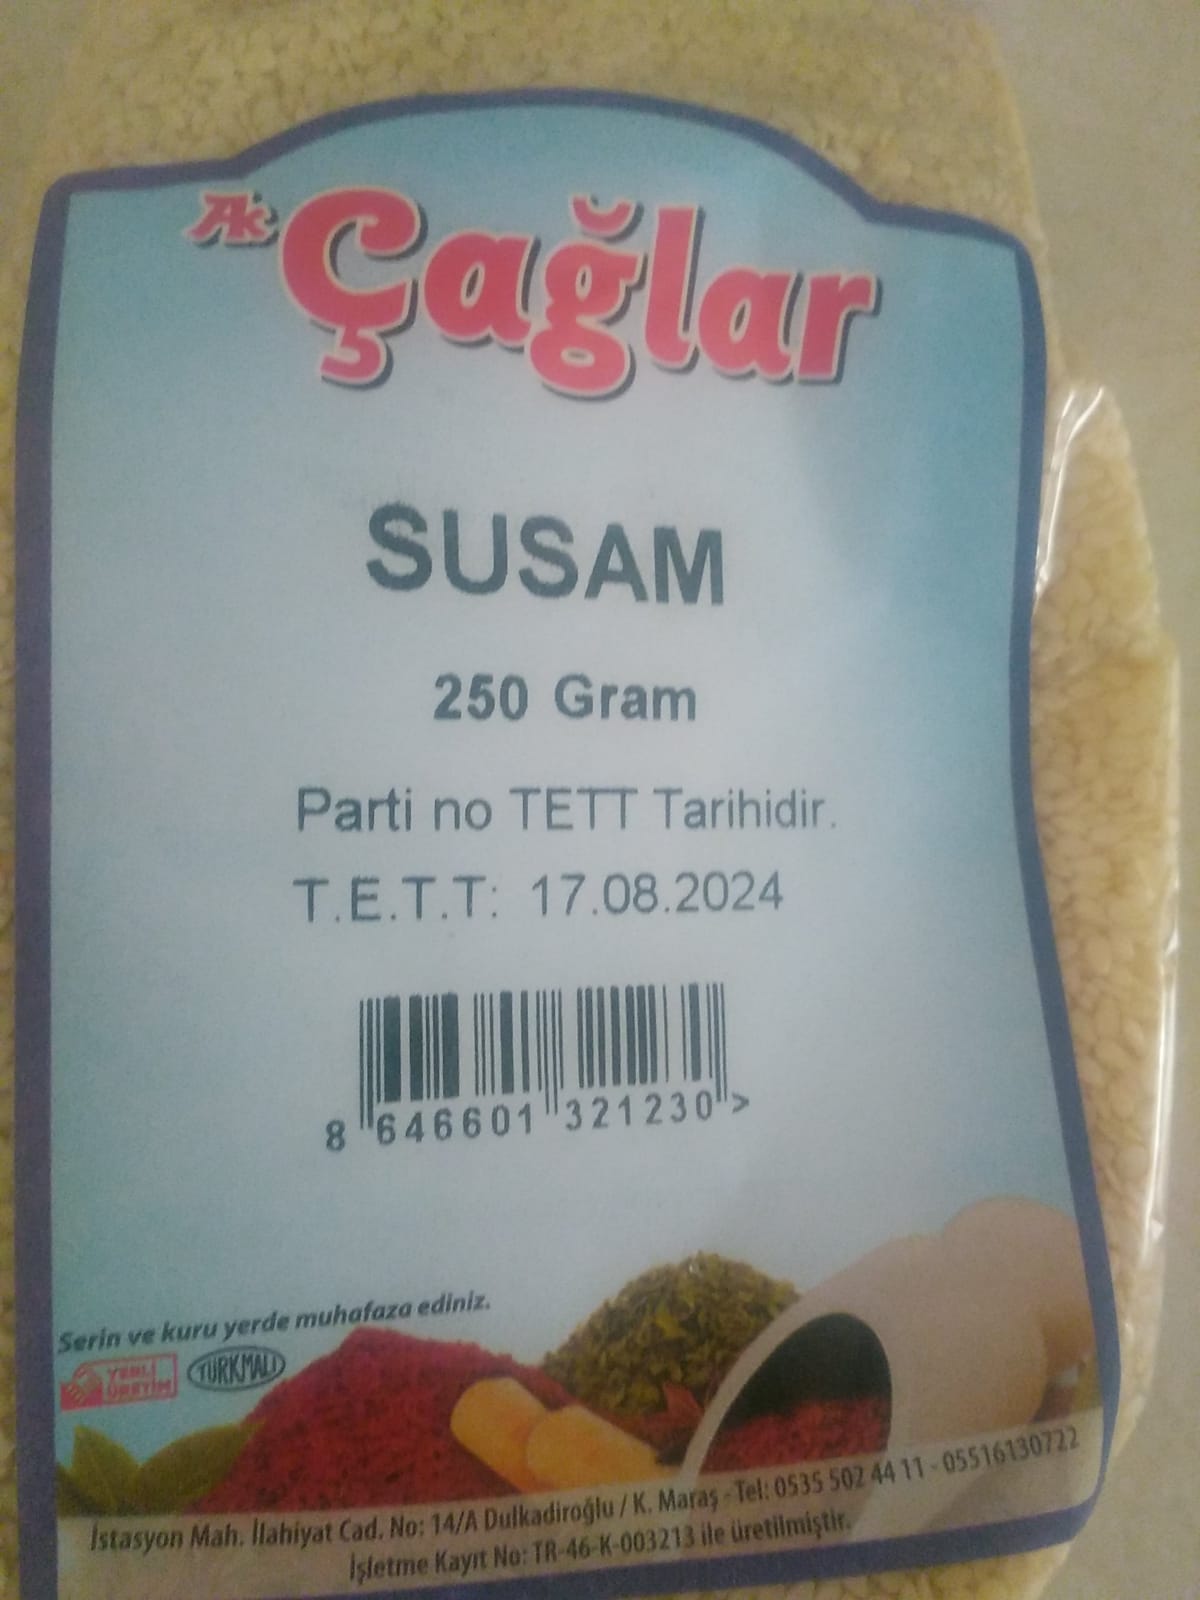 Ak Çağlar
SUSAM
250 Gram
Parti no TETT Tarihidir.
T.E.T.T: 17.08.2024
8 646601 321230 >
Serin ve kuru yerde muhafaza ediniz.
YERLİ ÜRETİM
TÜRKMALI
İstasyon Mah. İlahiyat Cad. No: 14/A Dulkadiroğlu / K. Maraş - Tel: 0535 502 44 11 - 05516130722
İşletme Kayıt No: TR-46-K-003213 ile üretilmiştir.